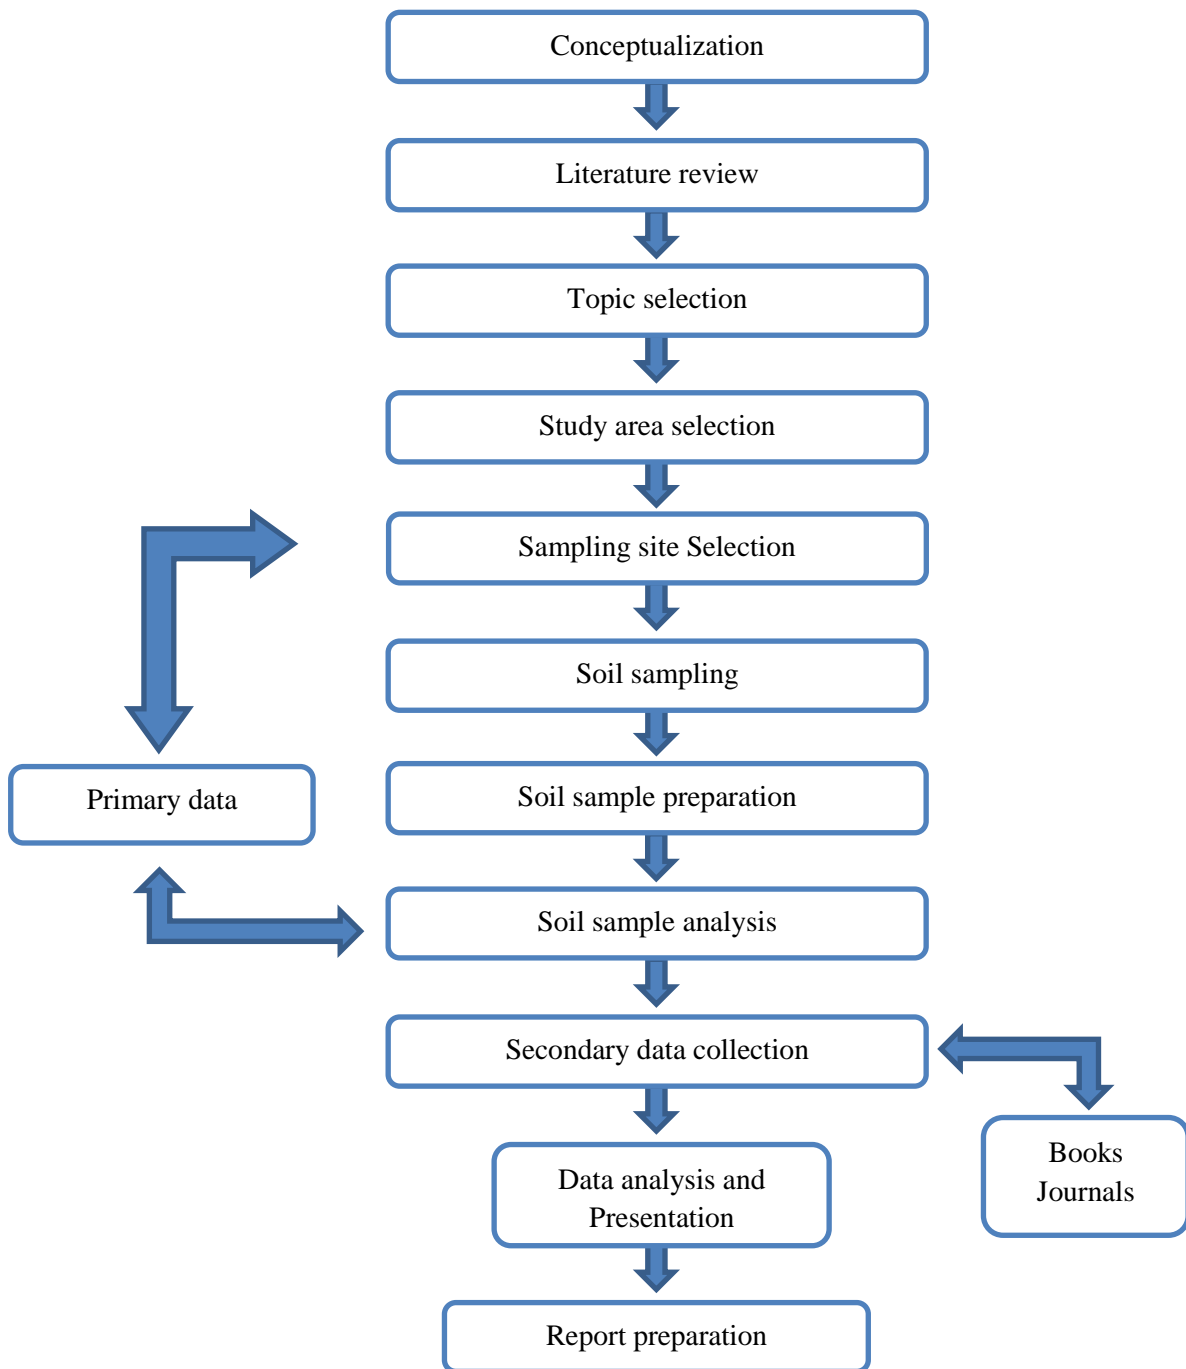 Conceptualization
Literature review
Topic selection
Study area selection
Sampling site Selection
Soil sampling
Primary data
Soil sample preparation
Soil sample analysis
Secondary data collection
Books
Journals
Data analysis and
Presentation
Report preparation